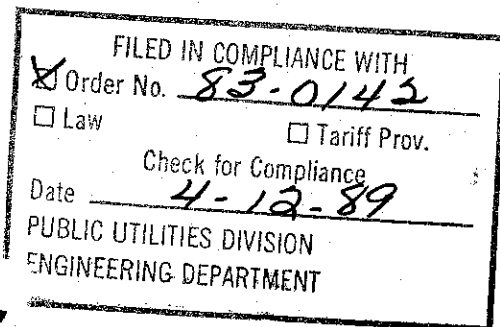 FILED IN COMPLIANCE WITH
☒ Order No. 83-0142
☐ Law ☐ Tariff Prov.
Check for Compliance
Date 4-12-89
PUBLIC UTILITIES DIVISION
ENGINEERING DEPARTMENT